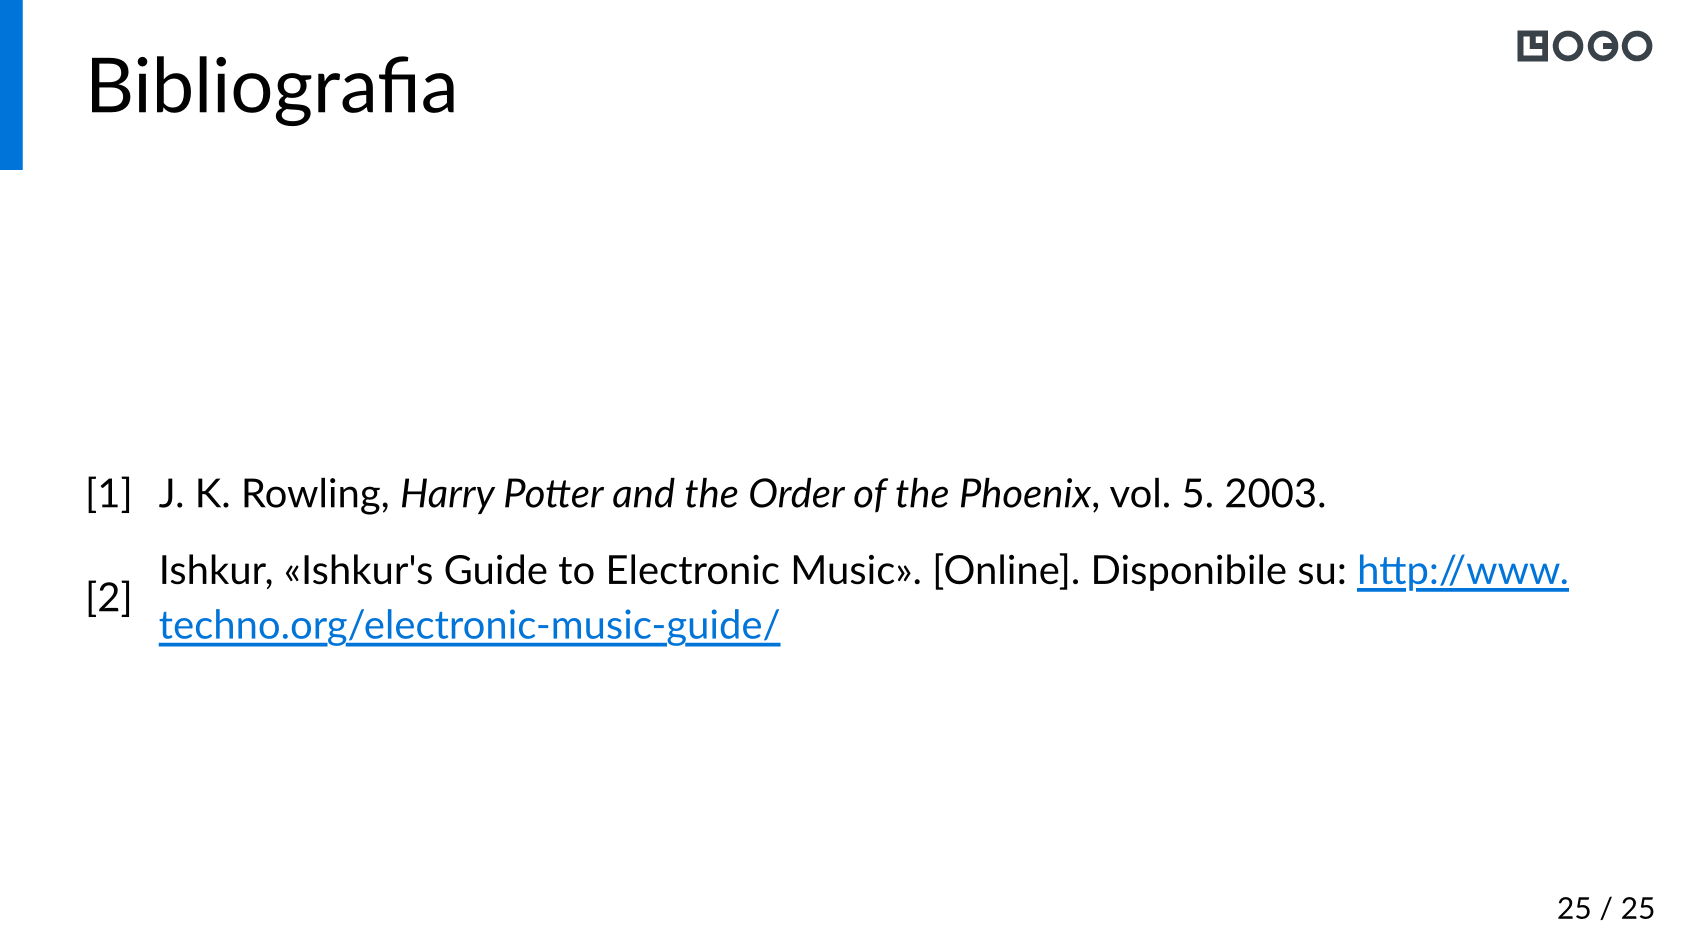 Bibliografia
LOGO
[1] J. K. Rowling, Harry Potter and the Order of the Phoenix, vol. 5. 2003.
[2] Ishkur, «Ishkur's Guide to Electronic Music». [Online]. Disponibile su: http://www.
techno.org/electronic-music-guide/
25 / 25